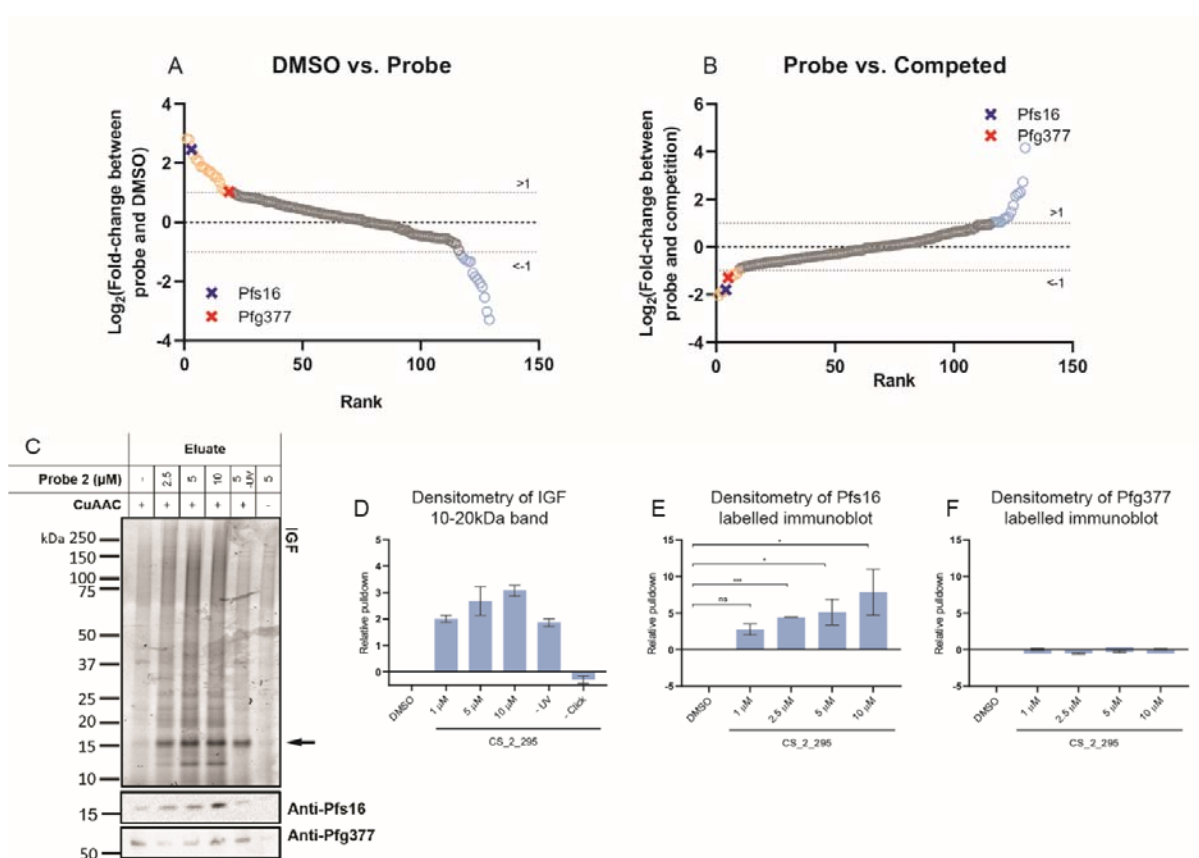 A
DMSO vs. Probe
Log2(Fold-change between
probe and DMSO)
4
2
0
-2
-4
>1
<-1
Pfs16
Pfg377
0
50
100
150
Rank
B
Probe vs. Competed
Log2(Fold-change between
probe and competition)
6
4
2
0
-2
-4
Pfs16
Pfg377
>1
<-1
0
50
100
150
Rank
C
Eluate
Probe 2 (µM)
- 2.5 5 10 5 -UV 5
CuAAC
+ + + + + -
kDa 250
150
100
75
50
37
25
20
15
10
IGF
15
Anti-Pfs16
50
Anti-Pfg377
D
Densitometry of IGF
10-20kDa band
Relative pulldown
5
4
3
2
1
0
DMSO
1 µM
5 µM
10 µM
- UV
- Click
CS_2_295
E
Densitometry of Pfs16
labelled immunoblot
Relative pulldown
15
10
5
0
-5
*
*
***
ns
DMSO
1 µM
2.5 µM
5 µM
10 µM
CS_2_295
F
Densitometry of Pfg377
labelled immunoblot
Relative pulldown
15
10
5
0
-5
DMSO
1 µM
2.5 µM
5 µM
10 µM
CS_2_295